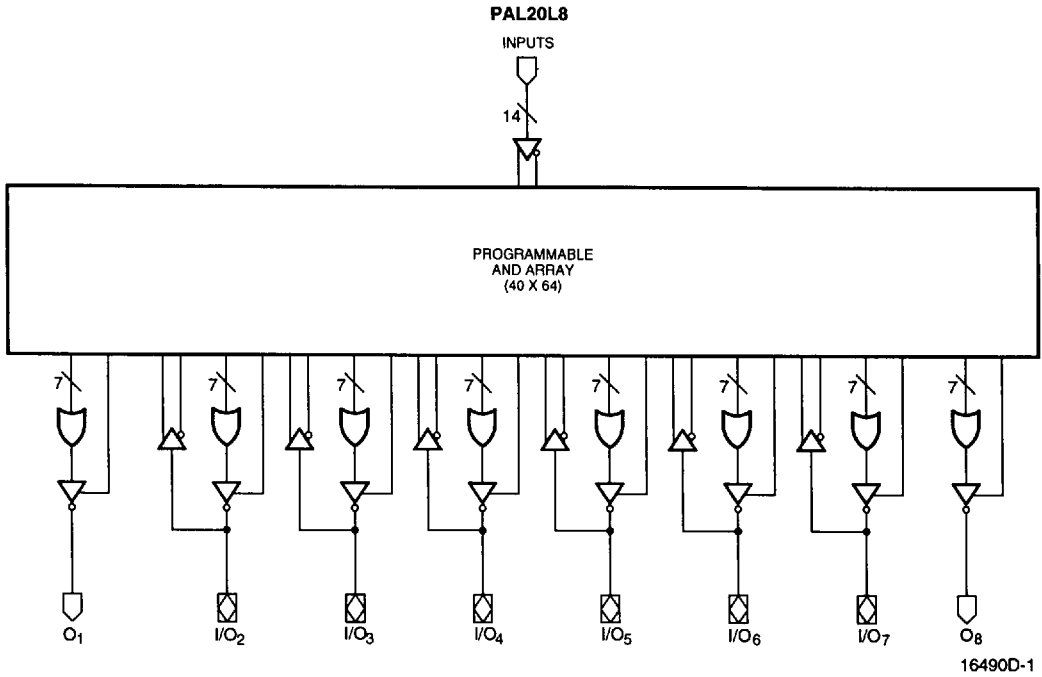 PAL20L8
INPUTS
14
PROGRAMMABLE
AND ARRAY
(40 X 64)
7 7 7 7 7 7 7 7
O1 I/O2 I/O3 I/O4 I/O5 I/O6 I/O7 O8
16490D-1